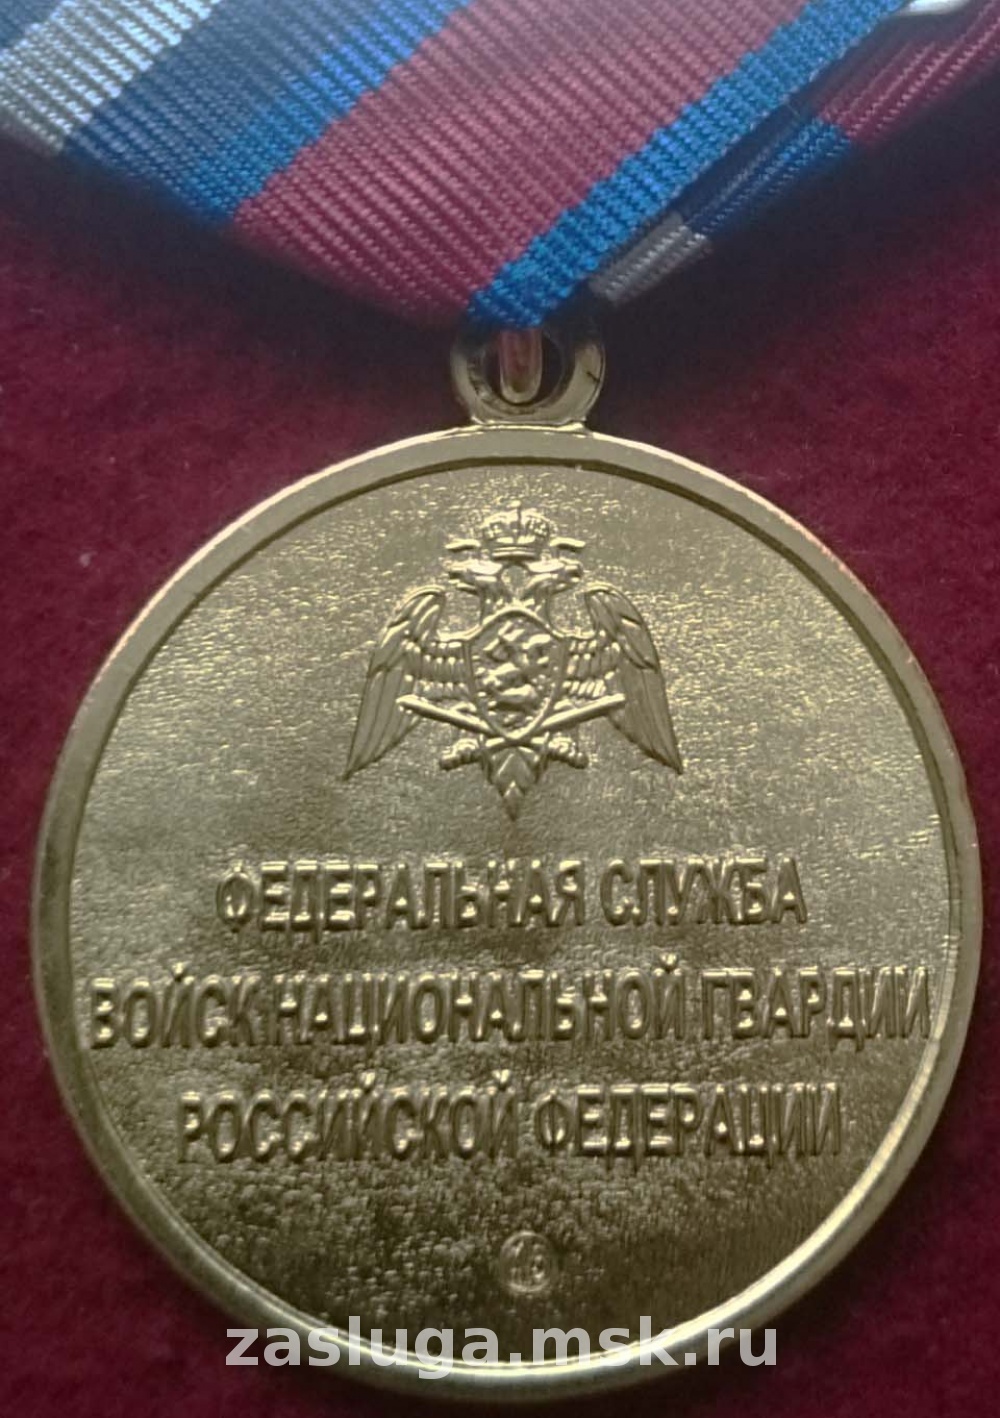 ФЕДЕРАЛЬНАЯ СЛУЖБА
ВОЙСК НАЦИОНАЛЬНОЙ ГВАРДИИ
РОССИЙСКОЙ ФЕДЕРАЦИИ
zasluga.msk.ru